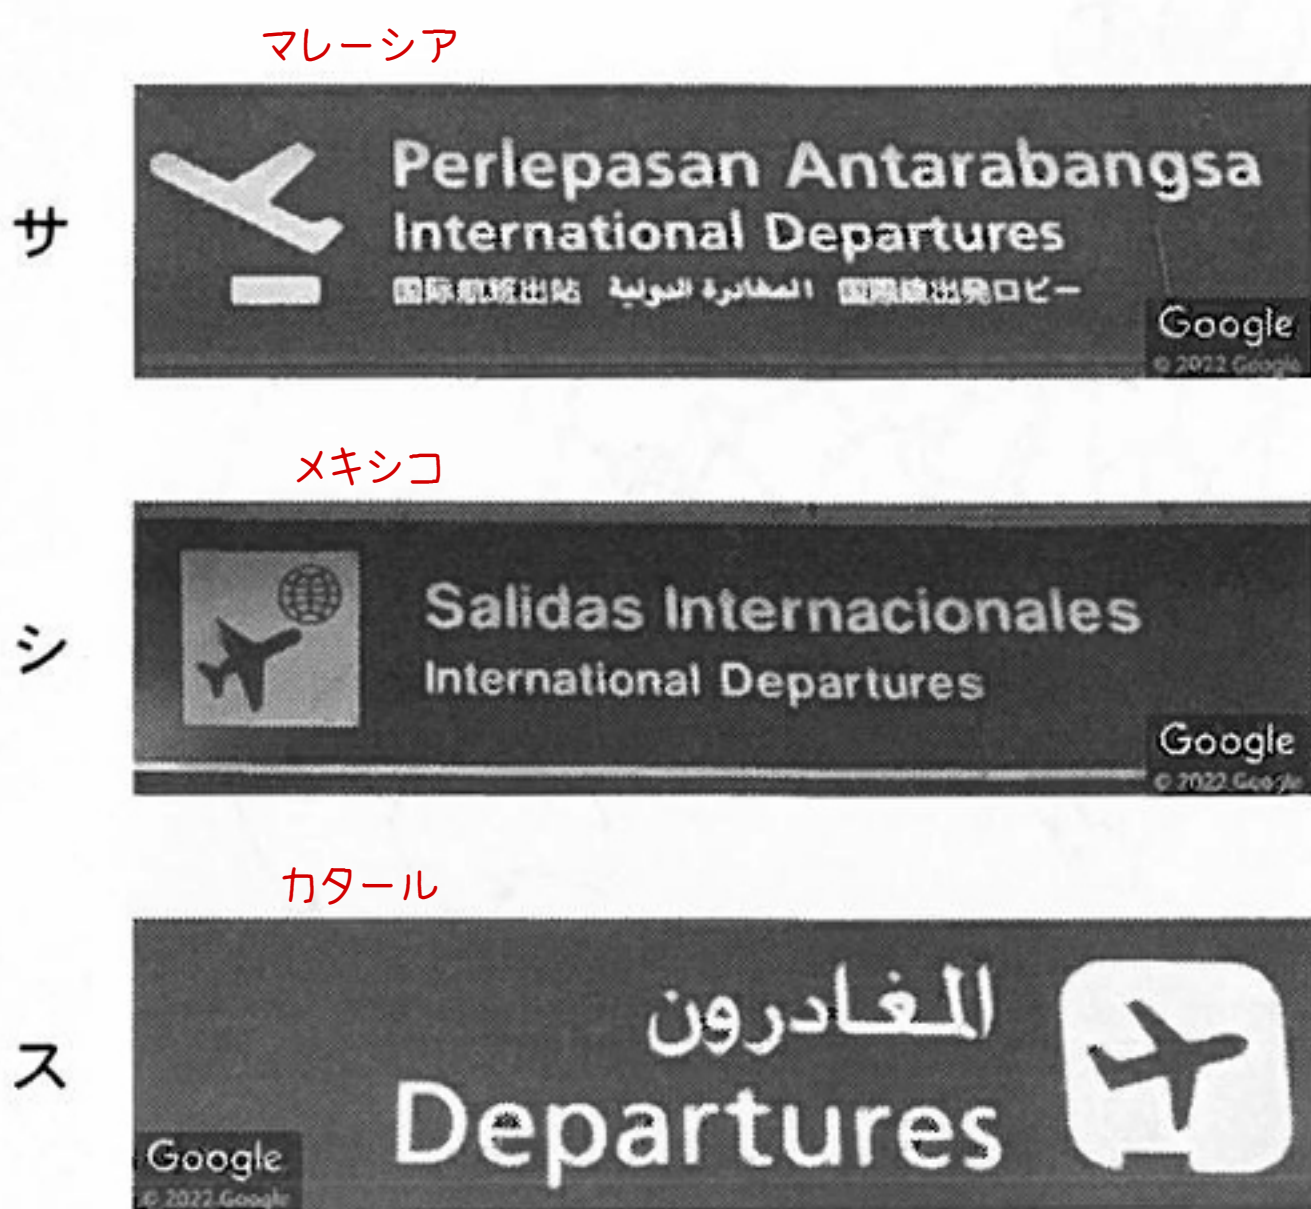 マレーシア
サ
Perlepasan Antarabangsa
International Departures
国际航班出站 المغادرة الدولية 国際線出発ロビー
Google
© 2022 Google
メキシコ
シ
Salidas Internacionales
International Departures
Google
© 2022 Google
カタール
ス
المغادرون
Departures
Google
© 2022 Google